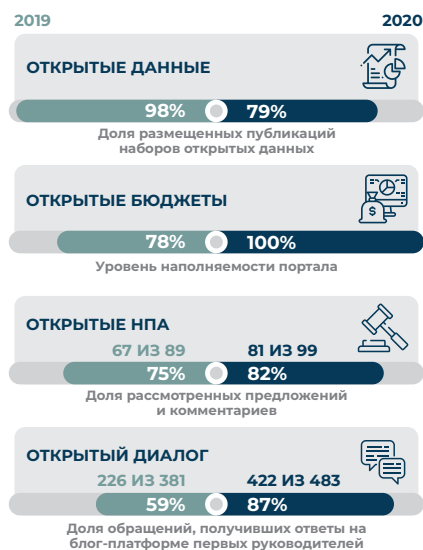 2019 2020
ОТКРЫТЫЕ ДАННЫЕ
98% 79%
Доля размещенных публикаций
наборов открытых данных
ОТКРЫТЫЕ БЮДЖЕТЫ
$
78% 100%
Уровень наполняемости портала
ОТКРЫТЫЕ НПА
67 ИЗ 89 81 ИЗ 99
75% 82%
Доля рассмотренных предложений
и комментариев
ОТКРЫТЫЙ ДИАЛОГ
226 ИЗ 381 422 ИЗ 483
59% 87%
Доля обращений, получивших ответы на
блог-платформе первых руководителей